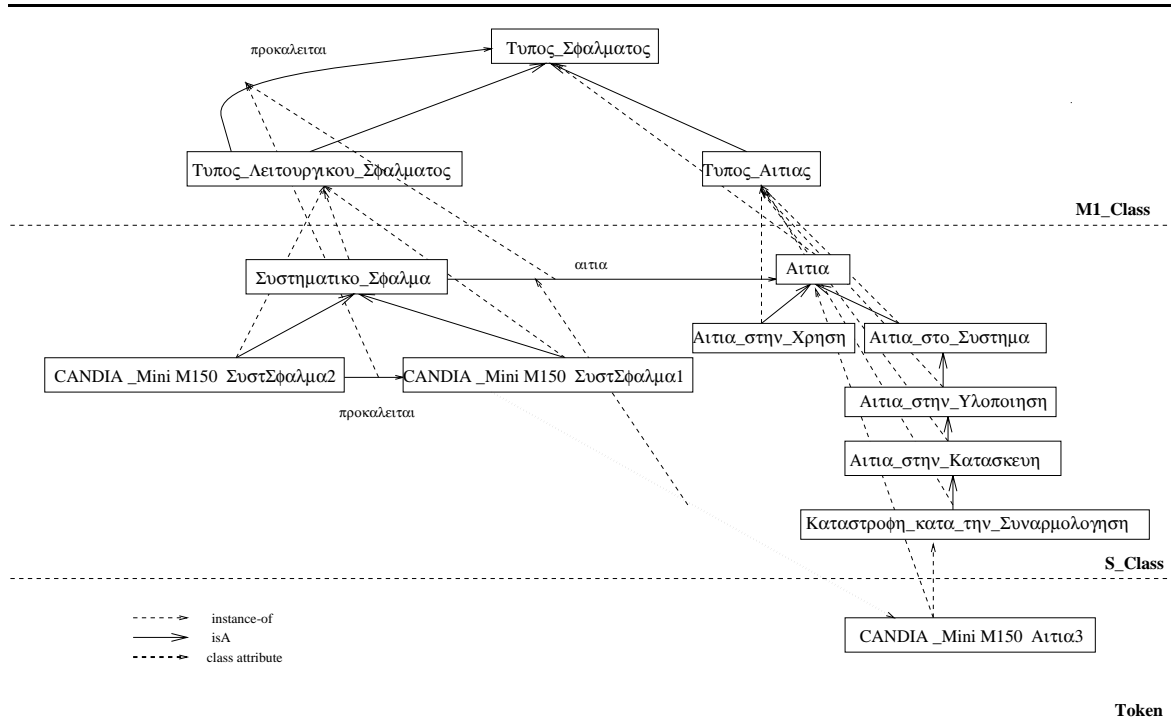 προκαλειται
Τυπος_Σφαλματος
Τυπος_Λειτουργικου_Σφαλματος
Τυπος_Αιτιας
M1_Class
Συστηματικο_Σφαλμα
αιτια
Αιτια
Αιτια_στην_Χρηση
Αιτια_στο_Συστημα
CANDIA _Mini M150 ΣυστΣφαλμα2
CANDIA _Mini M150 ΣυστΣφαλμα1
προκαλειται
Αιτια_στην_Υλοποιηση
Αιτια_στην_Κατασκευη
Καταστροφη_κατα_την_Συναρμολογηση
S_Class
instance-of
isA
class attribute
CANDIA _Mini M150 Αιτια3
Token